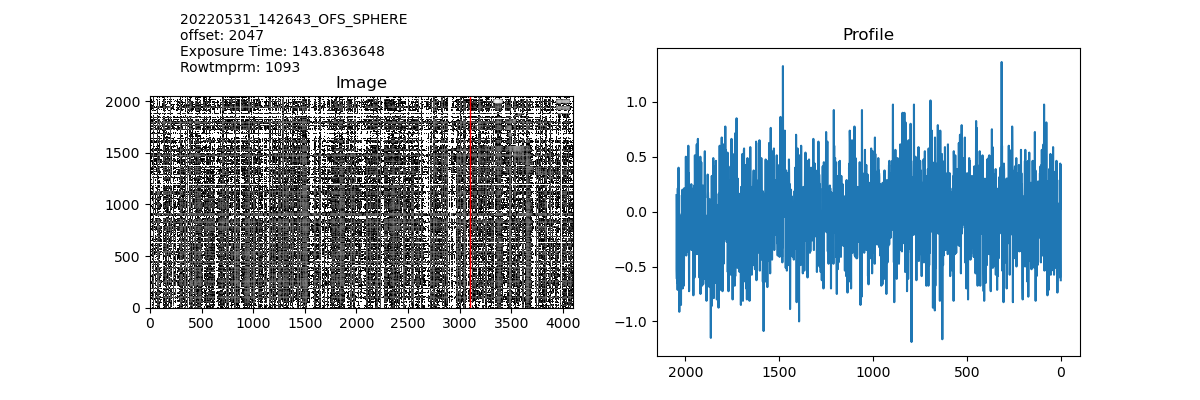 20220531_142643_OFS_SPHERE
offset: 2047
Exposure Time: 143.8363648
Rowtmprm: 1093
Image
Profile
2000
1500
1000
500
0
0 500 1000 1500 2000 2500 3000 3500 4000
1.0
0.5
0.0
−0.5
−1.0
2000 1500 1000 500 0